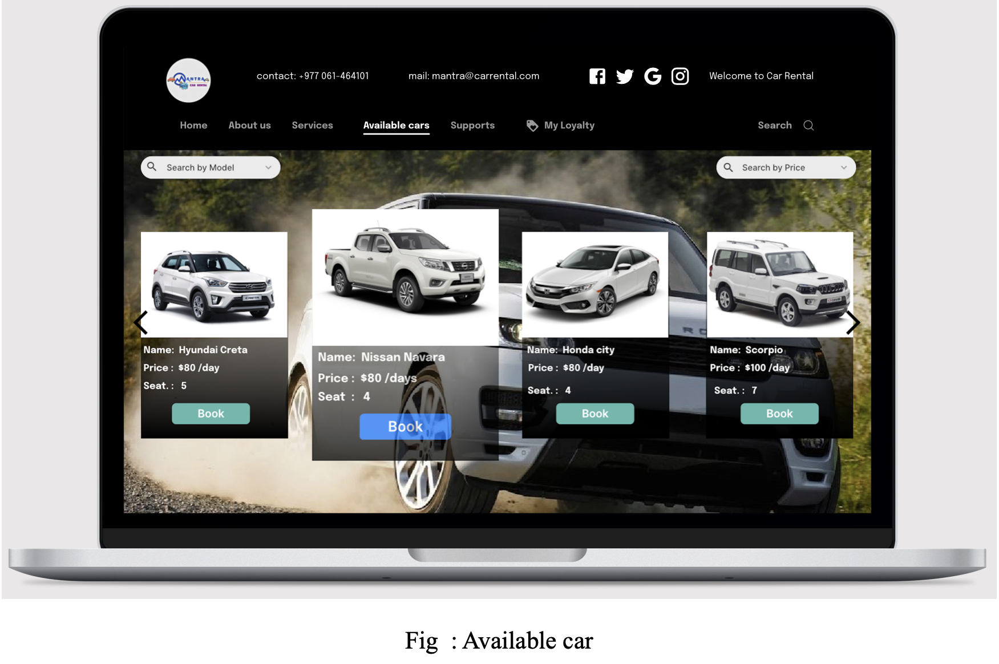 MANTRA
CAR RENTAL
contact: +977 061-464101
mail: mantra@carrental.com
Welcome to Car Rental
Home
About us
Services
Available cars
Supports
My Loyalty
Search
Search by Model
Search by Price
CRETA
Name: Hyundai Creta
Price : $80 /day
Seat. : 5
Book
Name: Nissan Navara
Price : $80 /days
Seat : 4
Book
Name: Honda city
Price : $80 /day
Seat. : 4
Book
Name: Scorpio
Price : $100 /day
Seat. : 7
Book
Fig : Available car